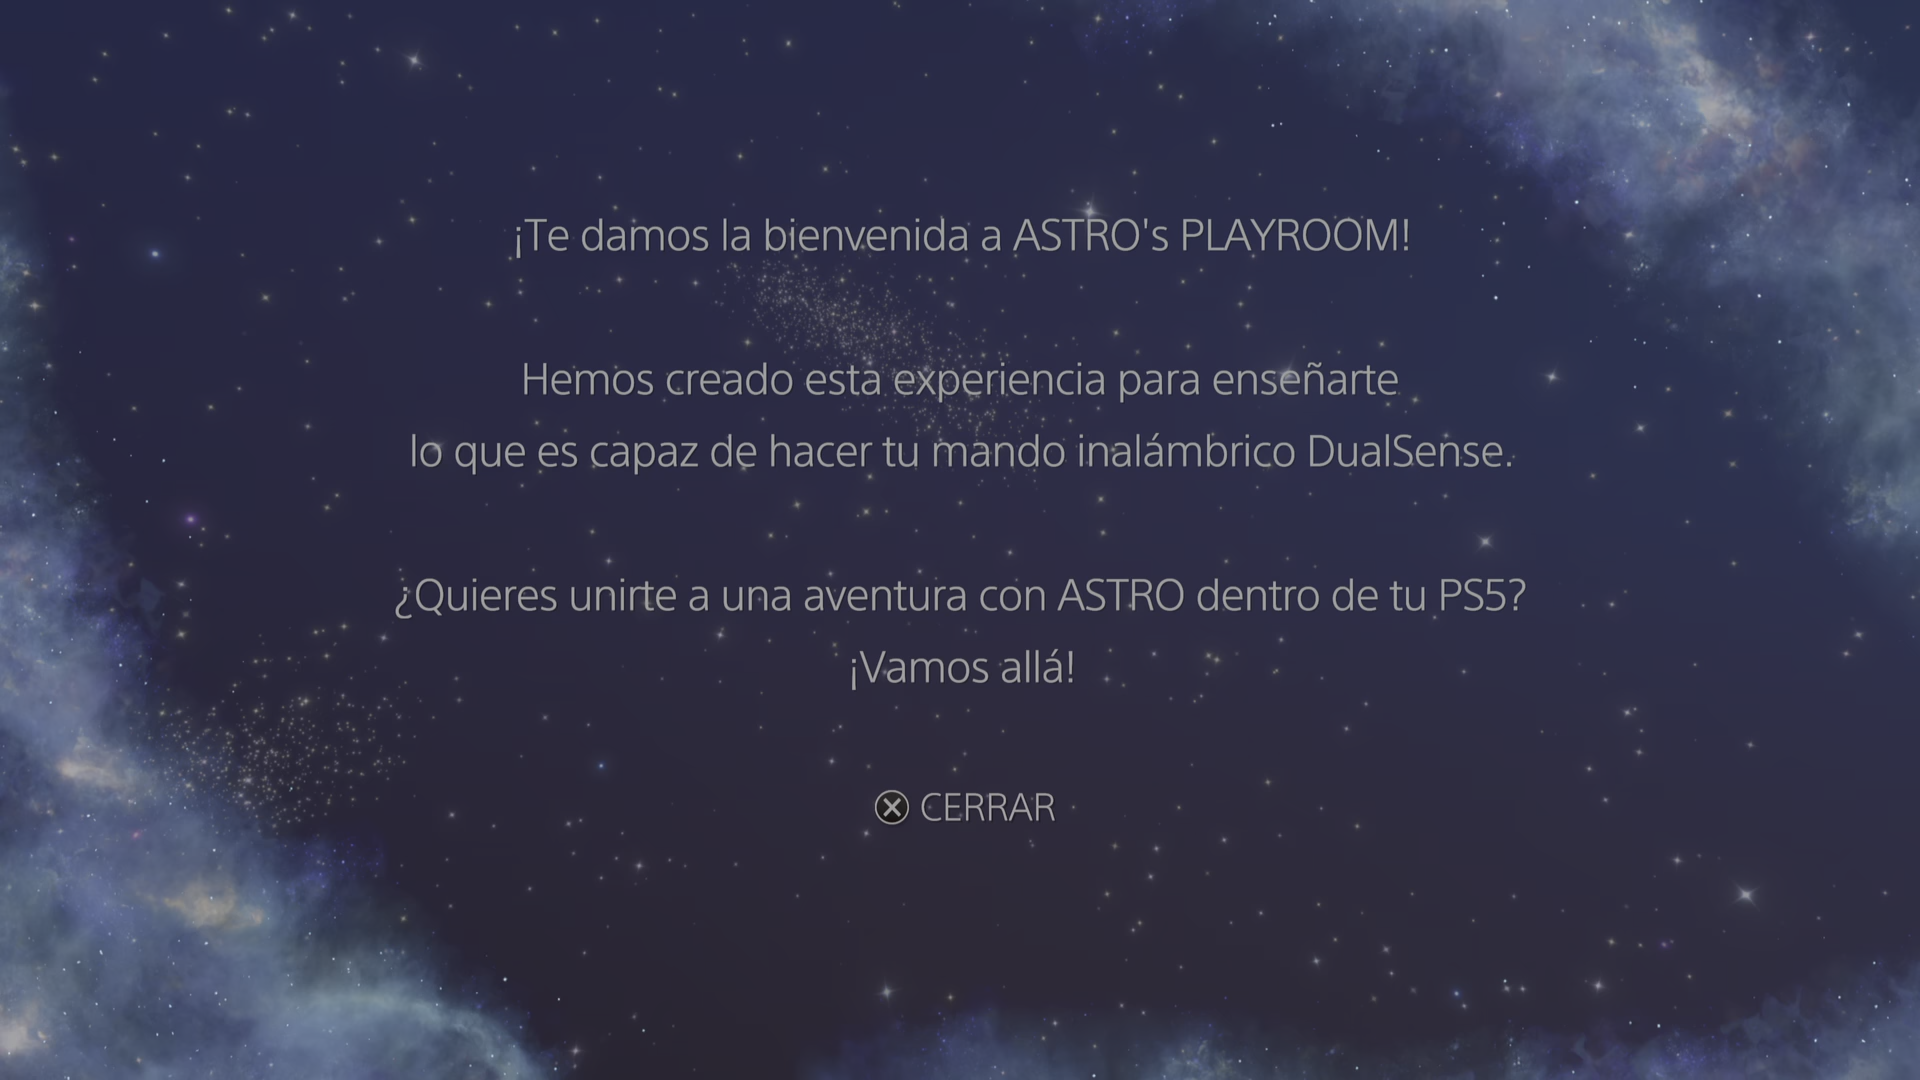 ¡Te damos la bienvenida a ASTRO's PLAYROOM!
Hemos creado esta experiencia para enseñarte
lo que es capaz de hacer tu mando inalámbrico DualSense.
¿Quieres unirte a una aventura con ASTRO dentro de tu PS5?
¡Vamos allá!
CERRAR